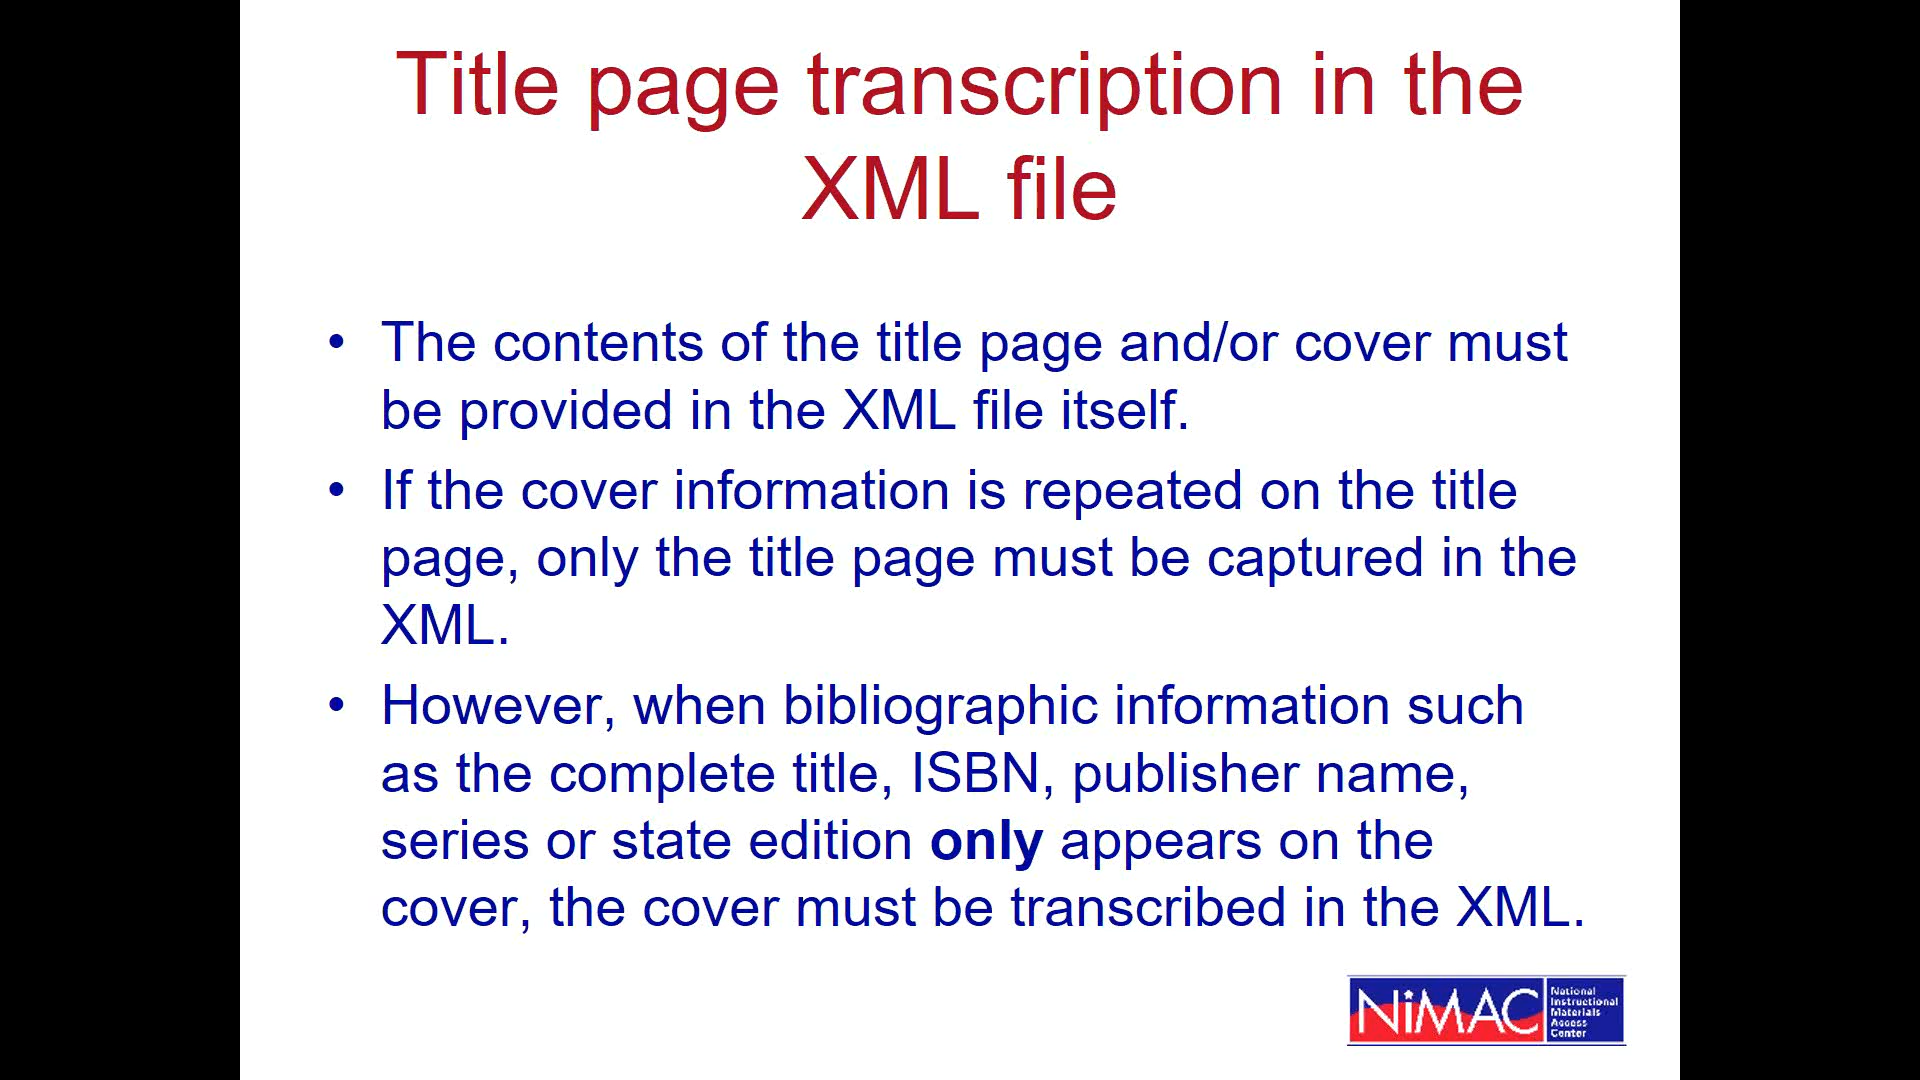 Title page transcription in the
XML file
• The contents of the title page and/or cover must
be provided in the XML file itself.
• If the cover information is repeated on the title
page, only the title page must be captured in the
XML.
• However, when bibliographic information such
as the complete title, ISBN, publisher name,
series or state edition only appears on the
cover, the cover must be transcribed in the XML.
NiMAC
National
Instructional
Materials
Access
Center